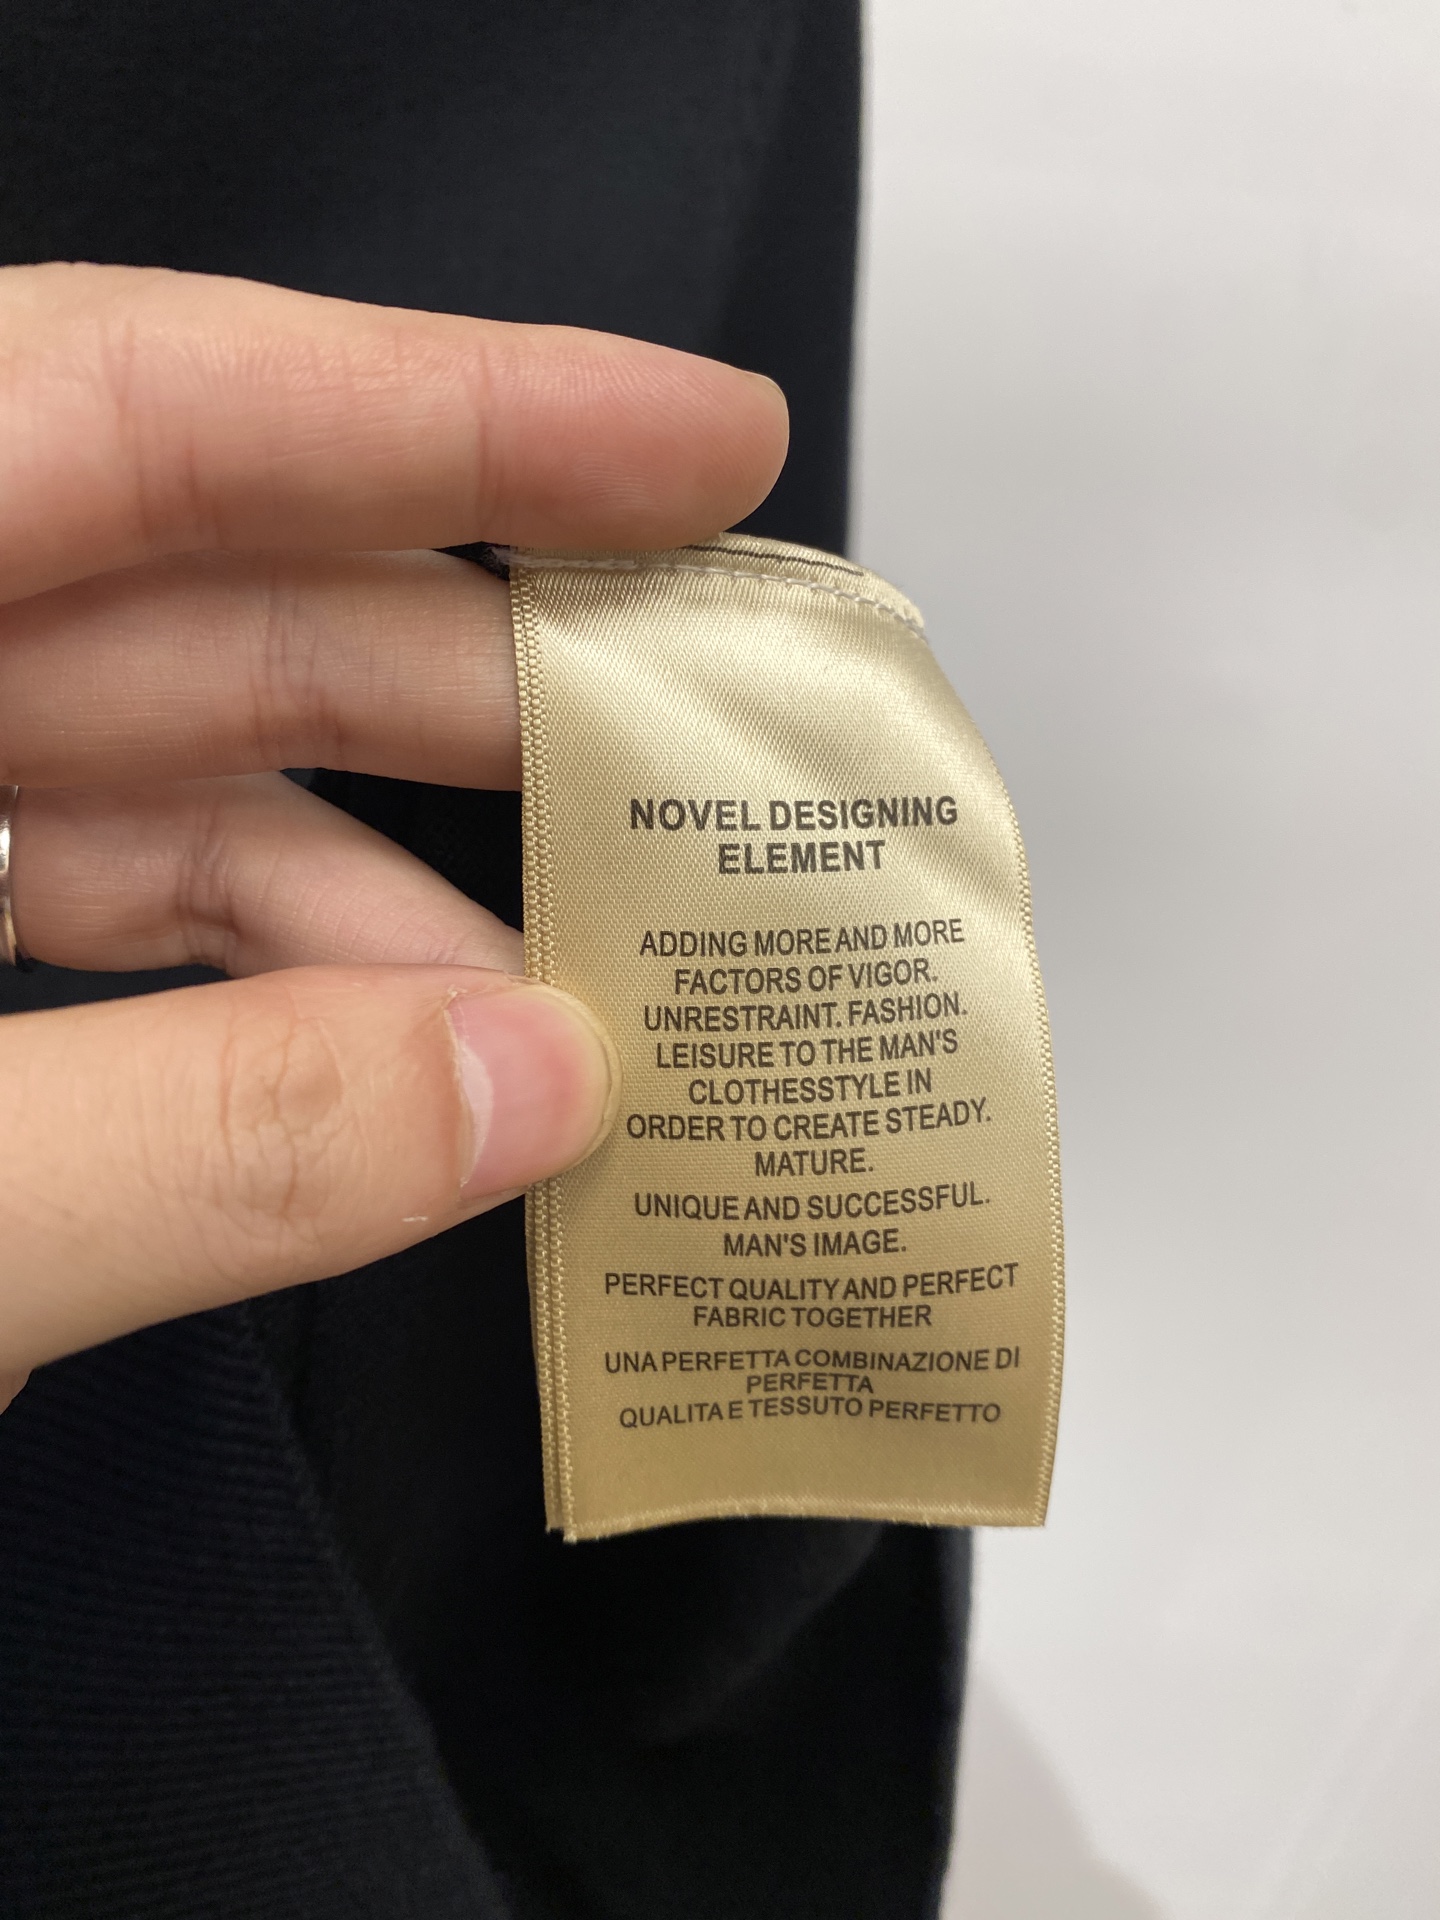 NOVEL DESIGNING
ELEMENT
ADDING MORE AND MORE
FACTORS OF VIGOR.
UNRESTRAINT. FASHION.
LEISURE TO THE MAN'S
CLOTHESSTYLE IN
ORDER TO CREATE STEADY.
MATURE.
UNIQUE AND SUCCESSFUL.
MAN'S IMAGE.
PERFECT QUALITY AND PERFECT
FABRIC TOGETHER
UNA PERFETTA COMBINAZIONE DI
PERFETTA
QUALITA E TESSUTO PERFETTO